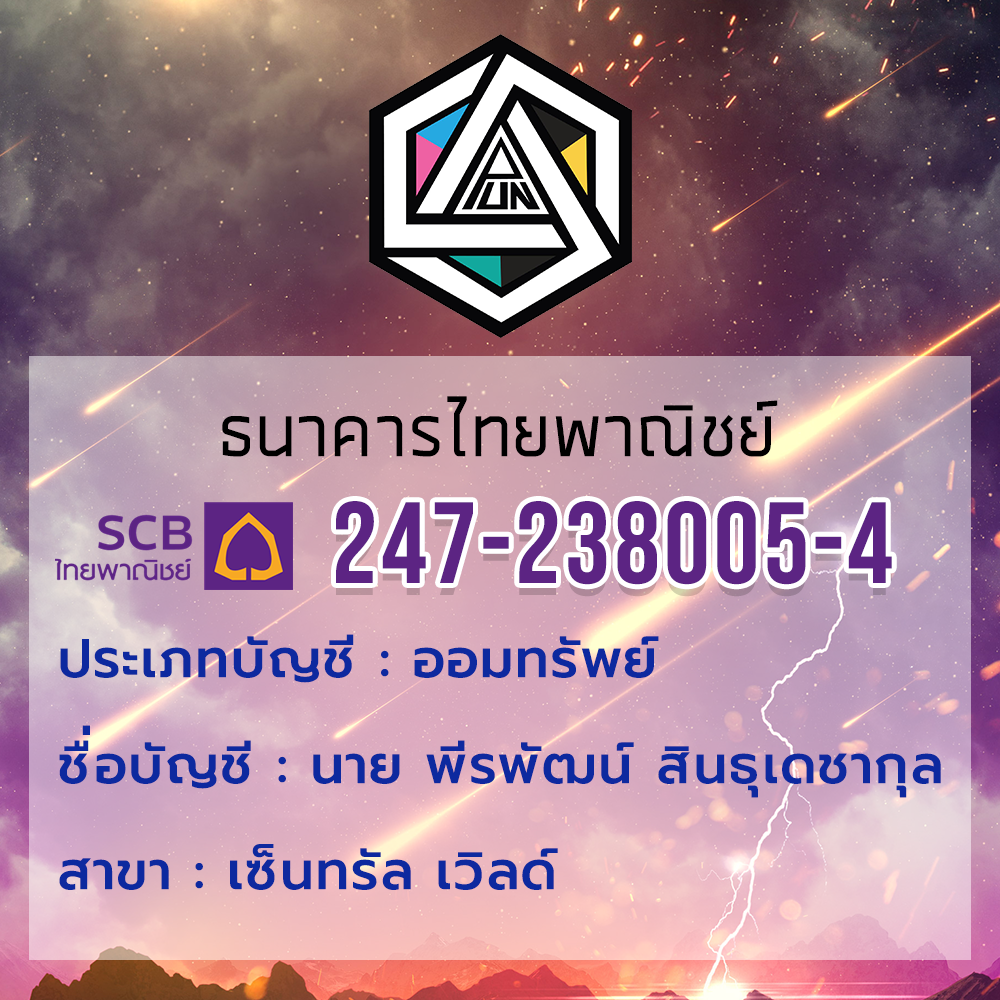 PUN
ธนาคารไทยพาณิชย์
SCB
ไทยพาณิชย์
247-238005-4
ประเภทบัญชี : ออมทรัพย์
ชื่อบัญชี : นาย พีรพัฒน์ สินธุเดชากุล
สาขา : เซ็นทรัล เวิลด์